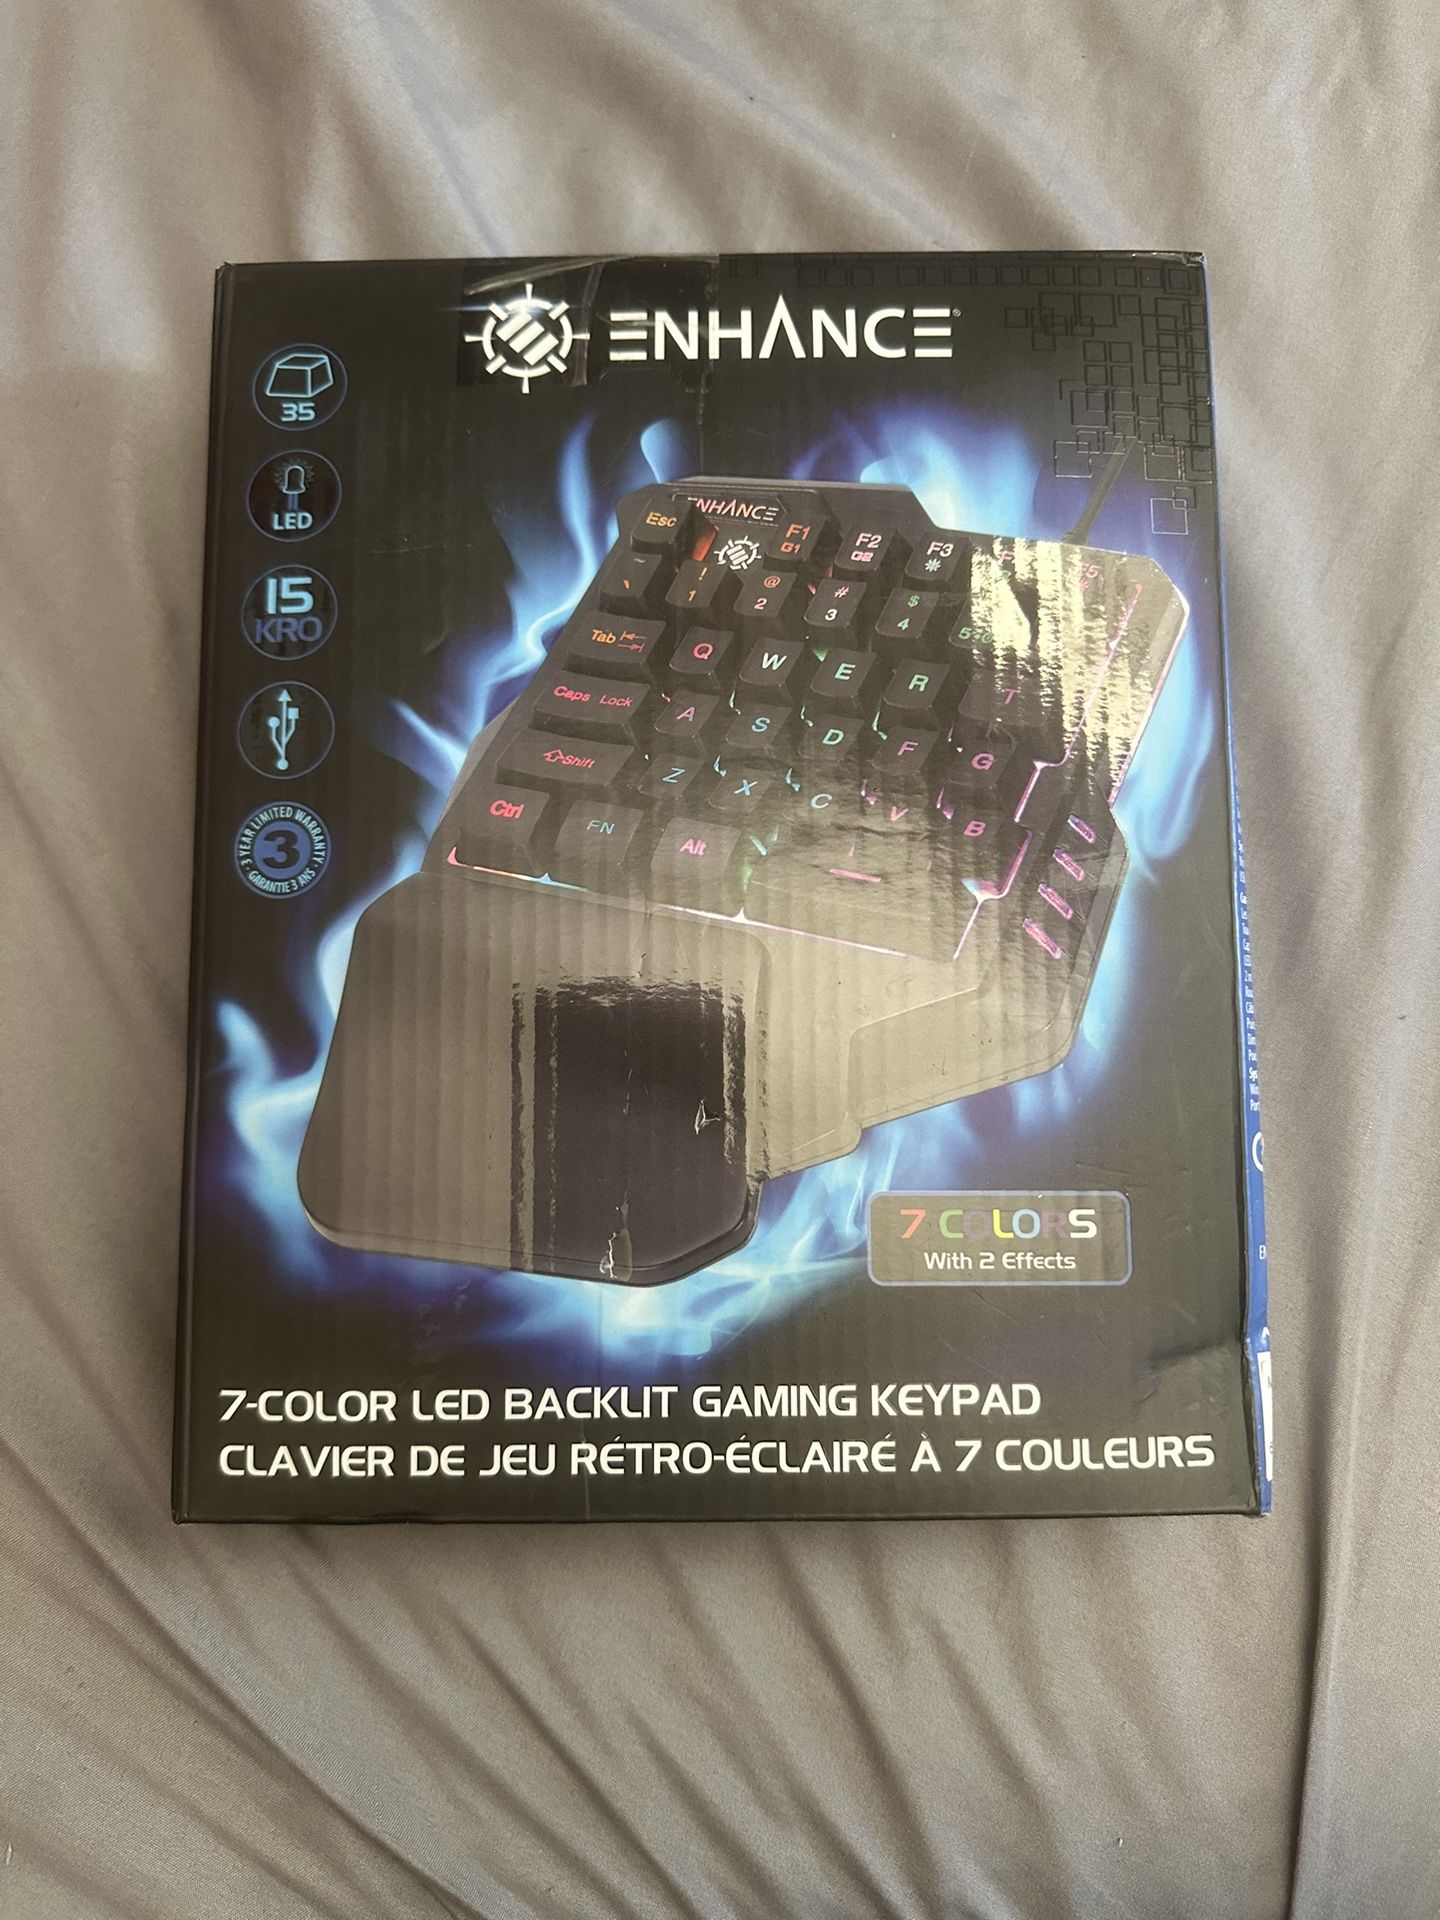 ENHANCE
35
LED
15
KRO
3 YEAR LIMITED WARRANTY
3
GARANTIE 3 ANS
ENHANCE
Esc
F1
G1
F2
G2
F3
F5
~
`
!
1
@
2
#
3
$
4
5
Tab
Q
W
E
R
T
Caps Lock
A
S
D
F
G
Shift
Z
X
C
V
B
Ctrl
FN
Alt
7 COLORS
With 2 Effects
7-COLOR LED BACKLIT GAMING KEYPAD
CLAVIER DE JEU RÉTRO-ÉCLAIRÉ À 7 COULEURS